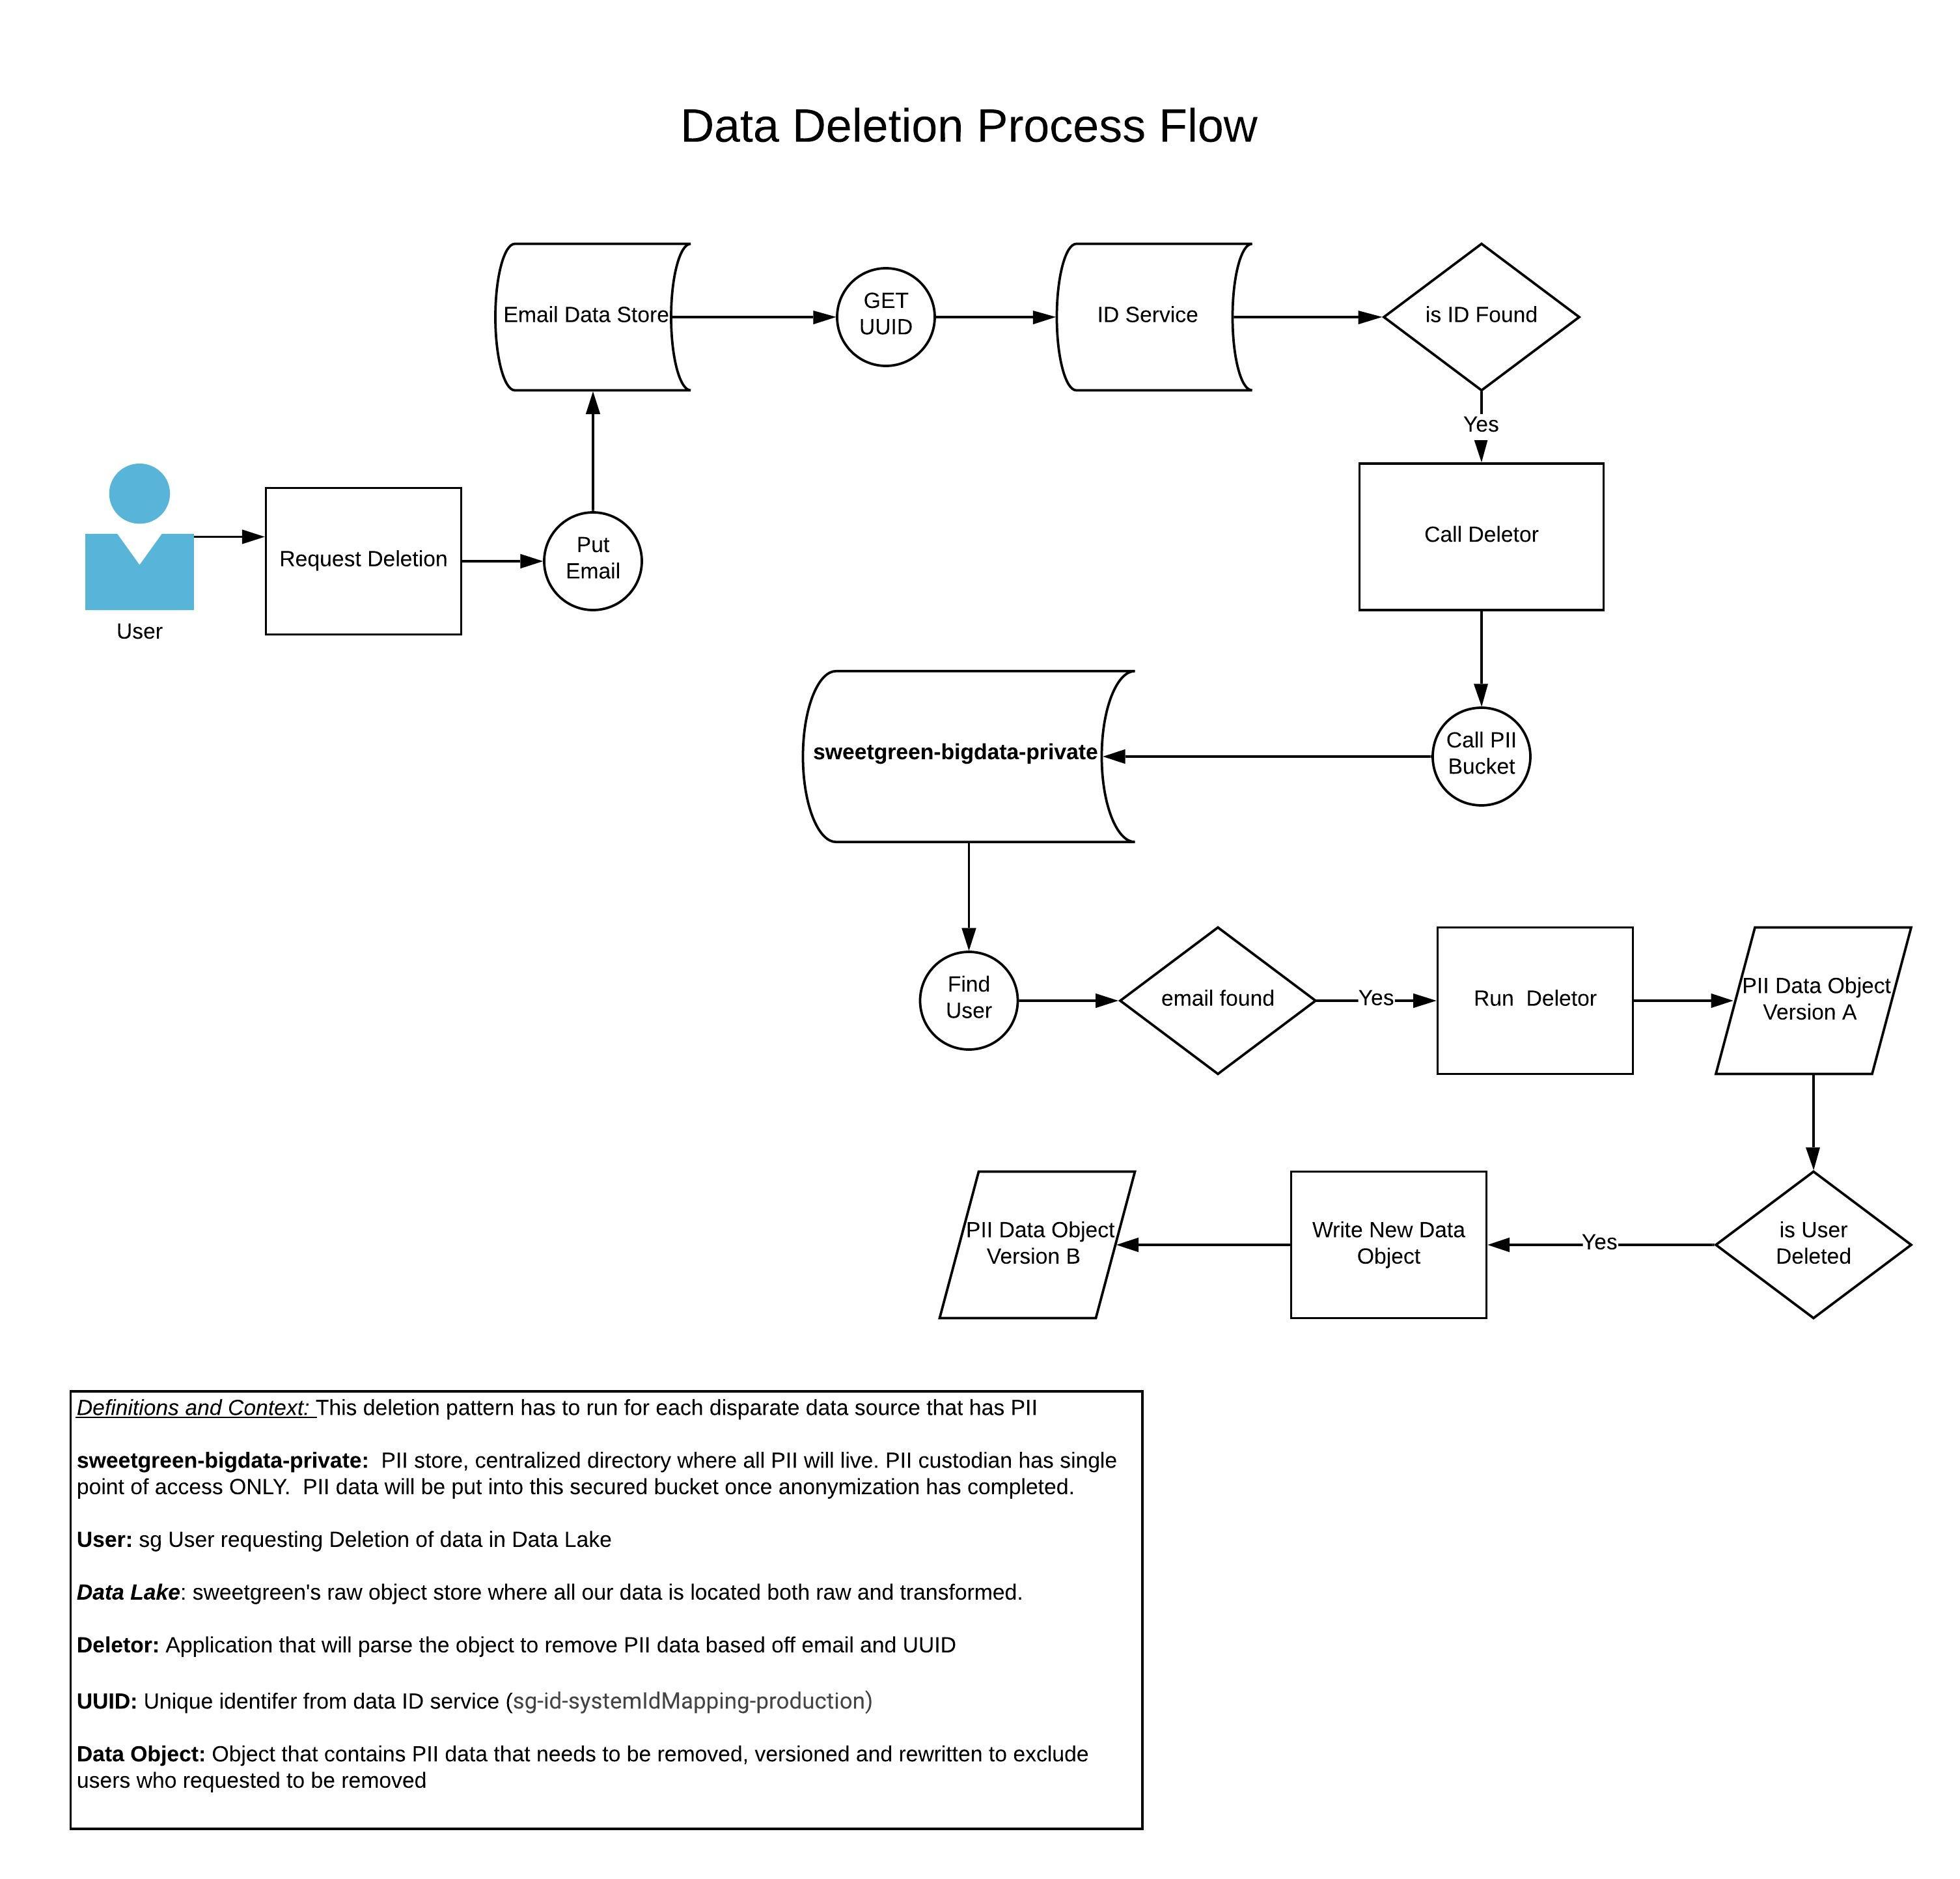 Data Deletion Process Flow
Email Data Store
GET
UUID
ID Service
is ID Found
Yes
User
Request Deletion
Put
Email
Call Deletor
Call PII
Bucket
sweetgreen-bigdata-private
Find
User
email found
Yes
Run  Deletor
PII Data Object
Version A
is User
Deleted
Yes
Write New Data
Object
PII Data Object
Version B
Definitions and Context: This deletion pattern has to run for each disparate data source that has PII
sweetgreen-bigdata-private:  PII store, centralized directory where all PII will live. PII custodian has single
point of access ONLY.  PII data will be put into this secured bucket once anonymization has completed.
User: sg User requesting Deletion of data in Data Lake
Data Lake: sweetgreen's raw object store where all our data is located both raw and transformed.
Deletor: Application that will parse the object to remove PII data based off email and UUID
UUID: Unique identifer from data ID service (sg-id-systemIdMapping-production)
Data Object: Object that contains PII data that needs to be removed, versioned and rewritten to exclude
users who requested to be removed